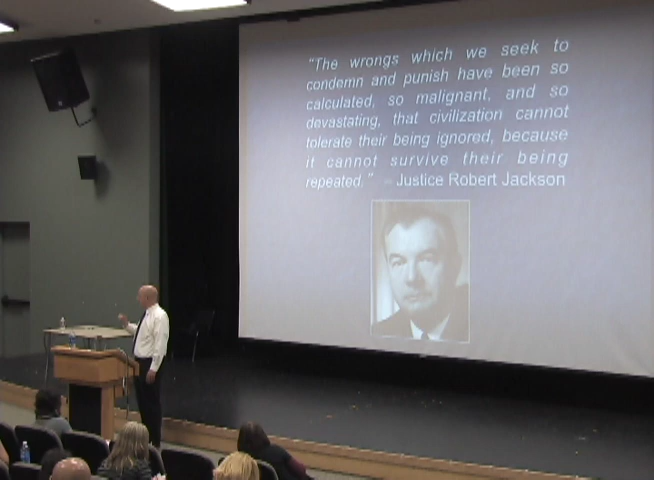 "The wrongs which we seek to
condemn and punish have been so
calculated, so malignant, and so
devastating, that civilization cannot
tolerate their being ignored, because
it cannot survive their being
repeated." – Justice Robert Jackson